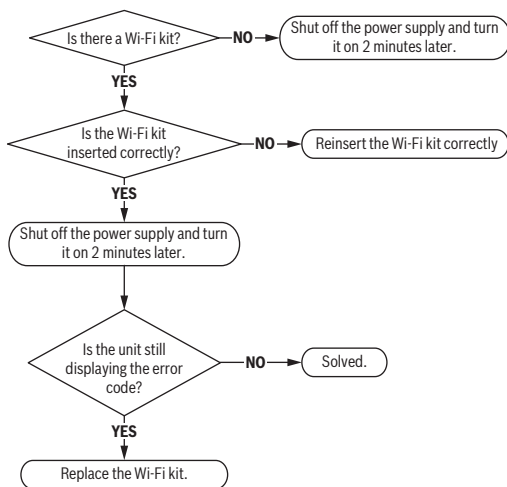 Is there a Wi-Fi kit?
NO
Shut off the power supply and turn
it on 2 minutes later.
YES
Is the Wi-Fi kit
inserted correctly?
NO
Reinsert the Wi-Fi kit correctly
YES
Shut off the power supply and turn
it on 2 minutes later.
Is the unit still
displaying the error
code?
NO
Solved.
YES
Replace the Wi-Fi kit.